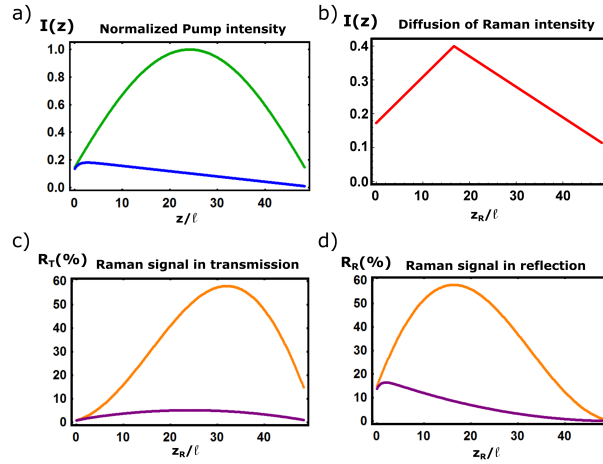 a) I(z) Normalized Pump intensity
1.0
0.8
0.6
0.4
0.2
0.0
0 10 20 30 40
z/ℓ
b) I(z) Diffusion of Raman intensity
0.4
0.3
0.2
0.1
0
0 10 20 30 40
z_R/ℓ
c) R_T(%) Raman signal in transmission
60
50
40
30
20
10
0
0 10 20 30 40
z_R/ℓ
d) R_R(%) Raman signal in reflection
60
50
40
30
20
10
0
0 10 20 30 40
z_R/ℓ